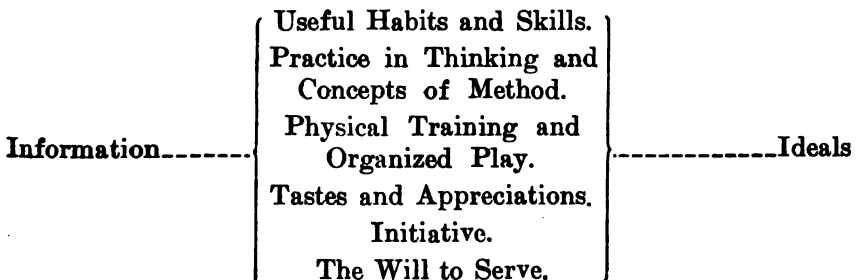 Useful Habits and Skills.
Practice in Thinking and
Concepts of Method.
Physical Training and
Information
Organized Play.
Ideals
Tastes and Appreciations.
Initiative.
The Will to Serve.